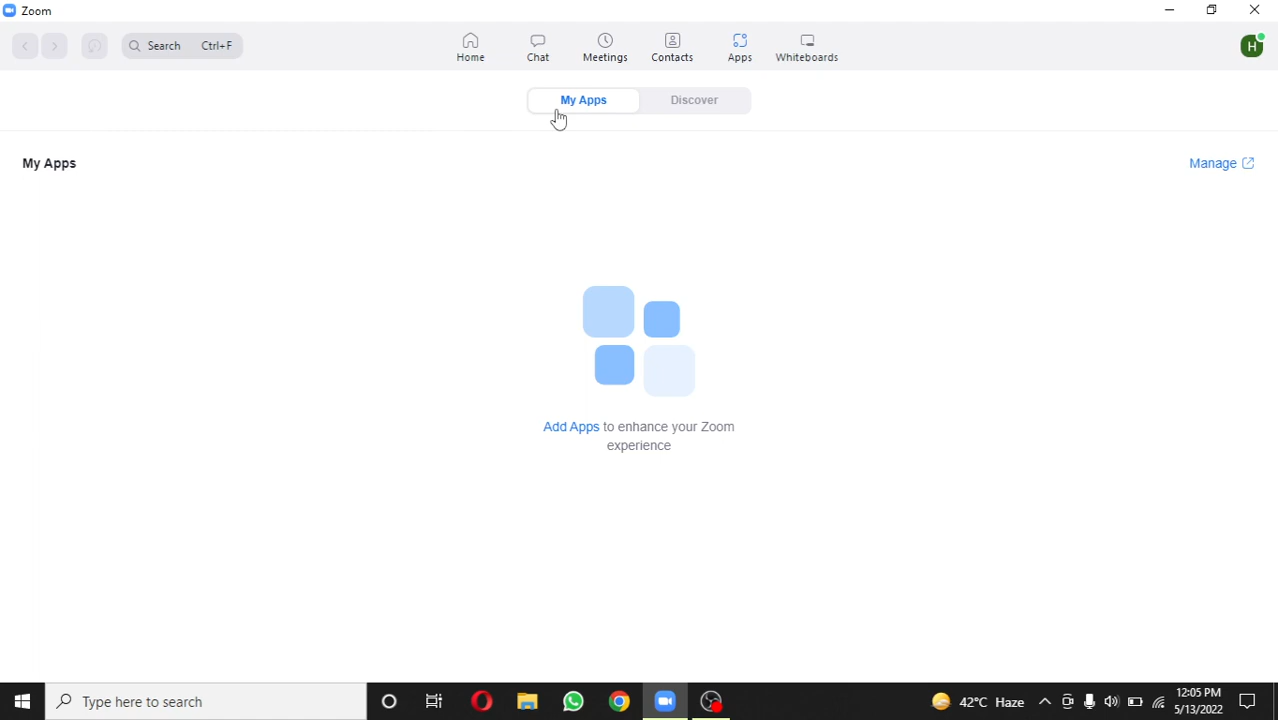 Zoom
Search Ctrl+F
Home Chat Meetings Contacts Apps Whiteboards
H
My Apps Discover
My Apps
Manage
Add Apps to enhance your Zoom
experience
Type here to search
42°C Haze
12:05 PM
5/13/2022